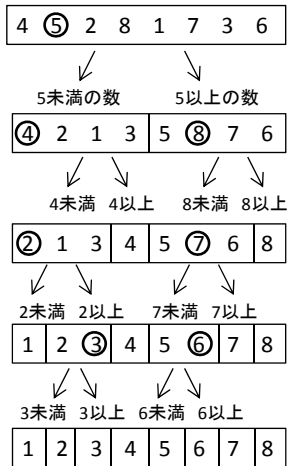 4 ⑤ 2 8 1 7 3 6
5未満の数 5以上の数
④ 2 1 3 5 ⑧ 7 6
4未満 4以上 8未満 8以上
② 1 3 4 5 ⑦ 6 8
2未満 2以上 7未満 7以上
1 2 ③ 4 5 ⑥ 7 8
3未満 3以上 6未満 6以上
1 2 3 4 5 6 7 8